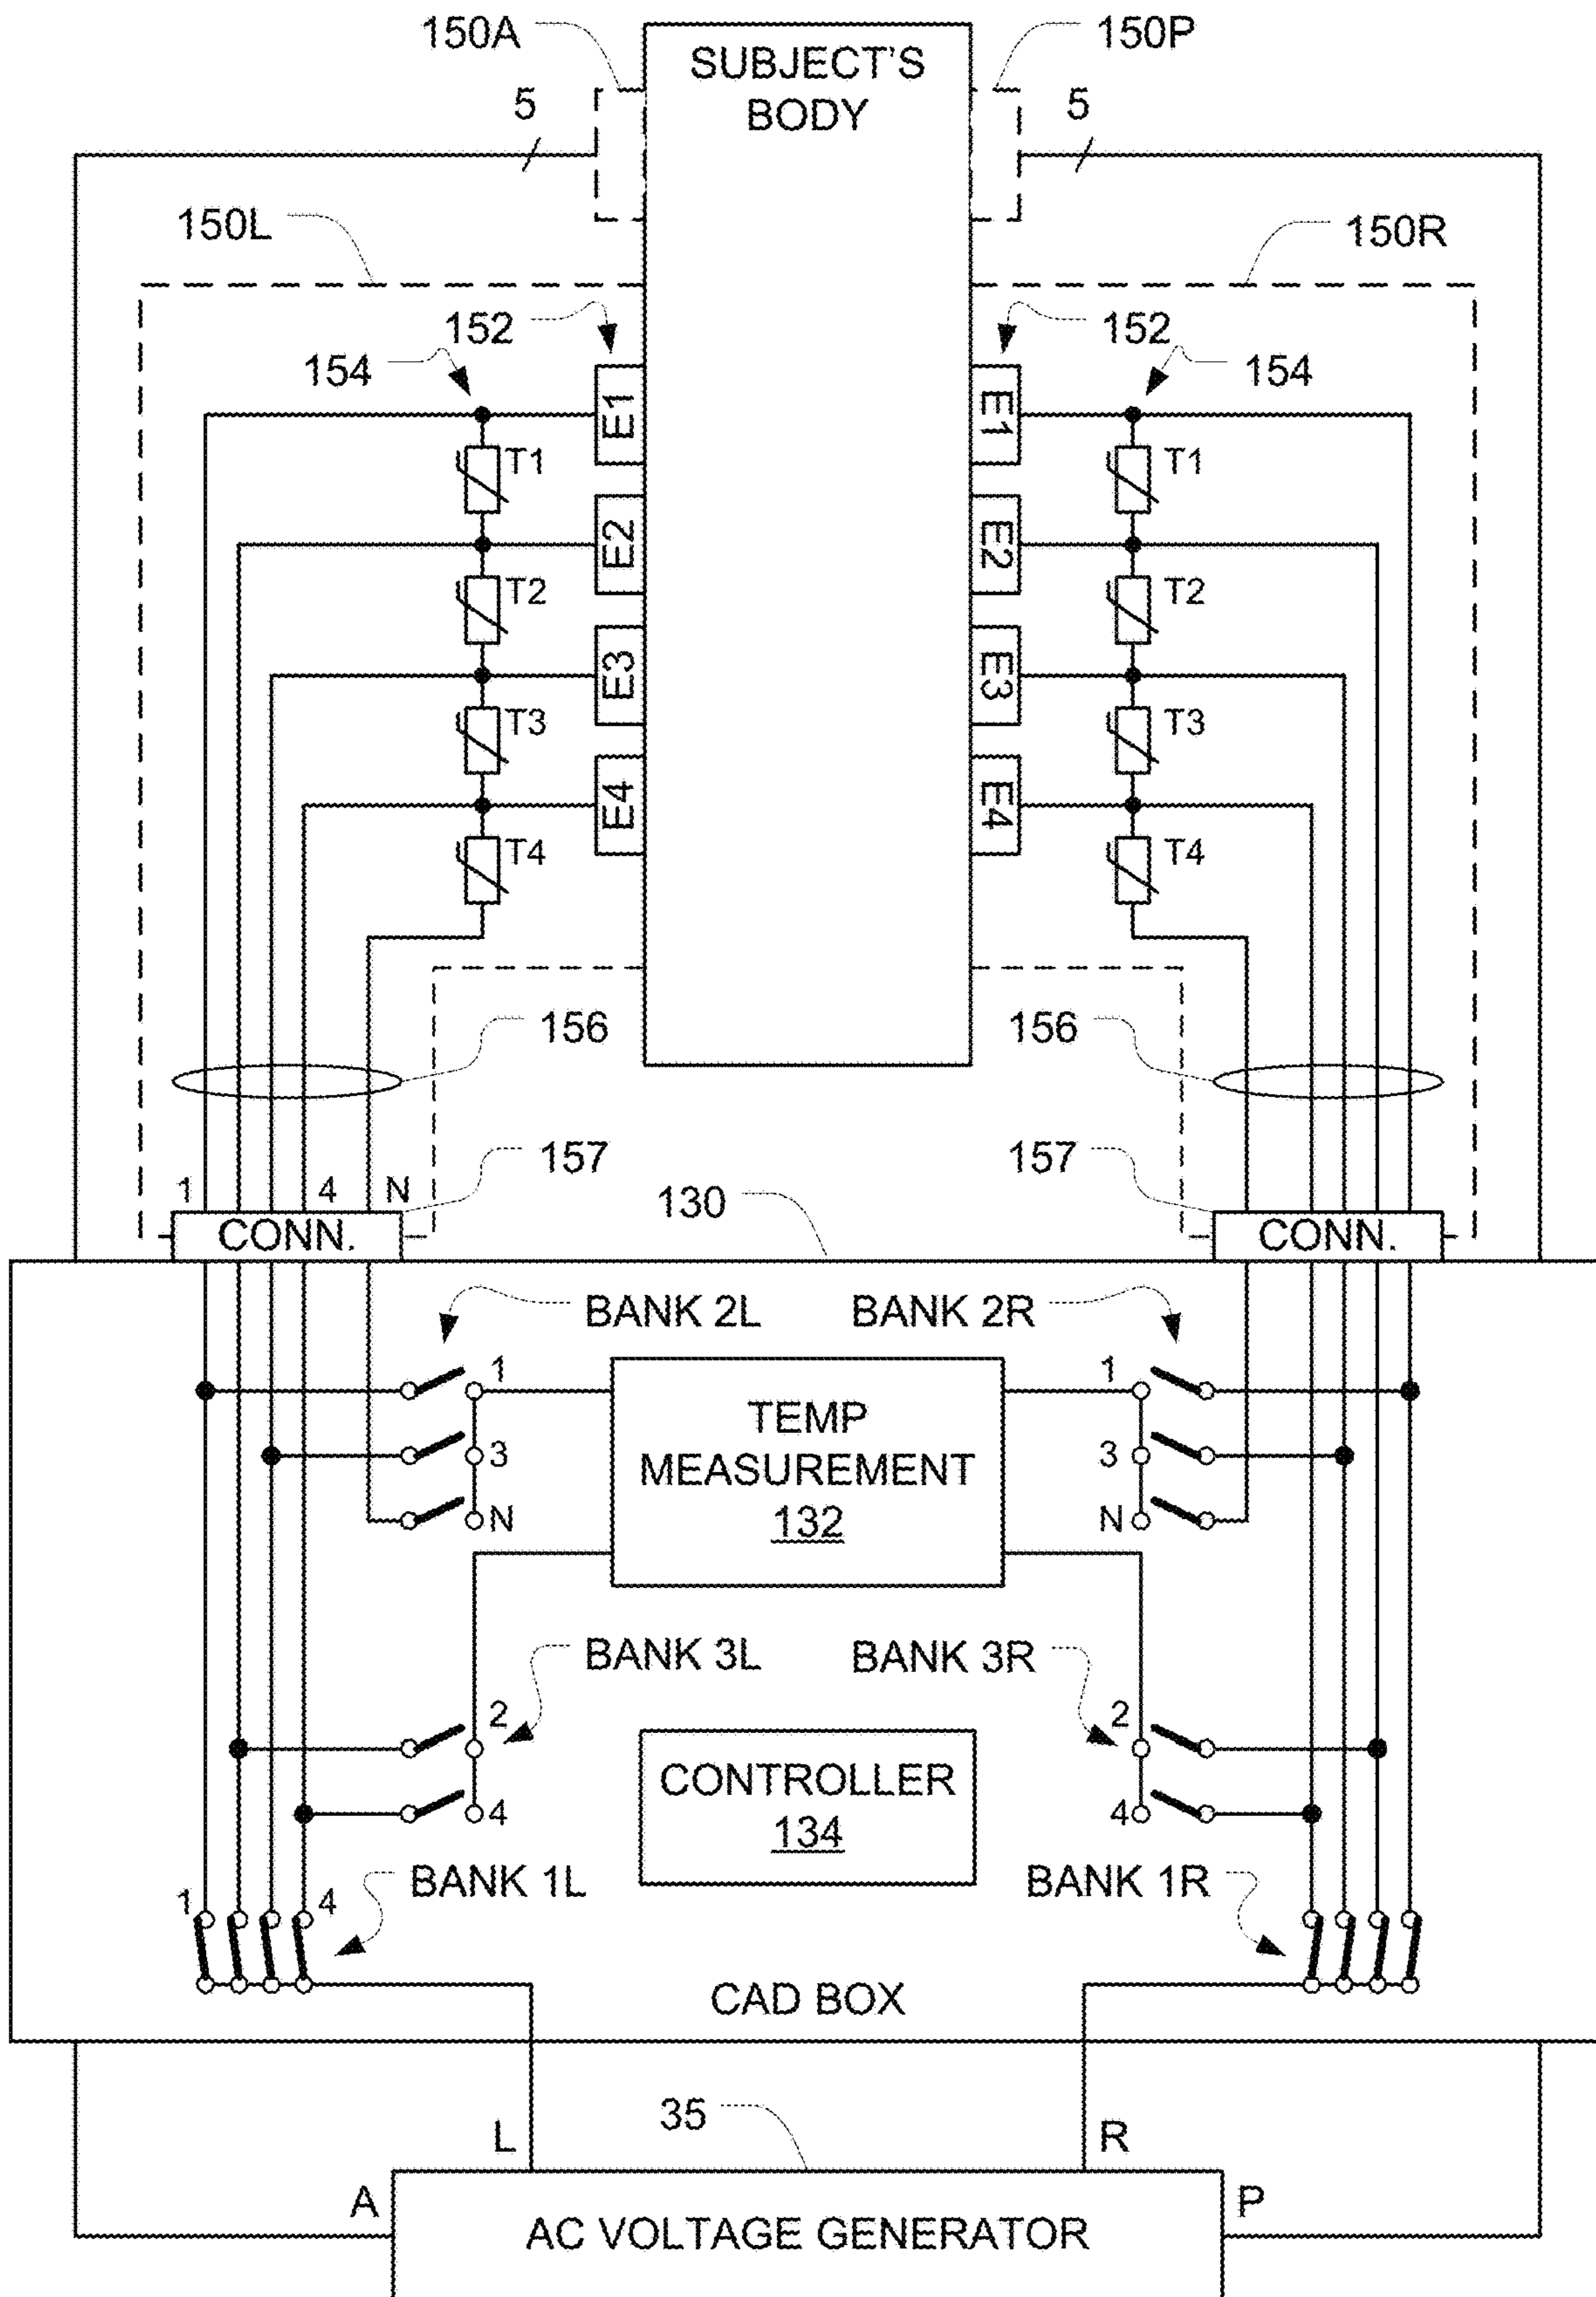 150A
150P
SUBJECT'S
BODY
5
5
150L
150R
152
152
154
154
E1
E1
T1
T1
E2
E2
T2
T2
E3
E3
T3
T3
E4
E4
T4
T4
156
156
157
157
1
4
N
130
CONN.
CONN.
BANK 2L
BANK 2R
1
1
TEMP
MEASUREMENT
132
3
3
N
N
BANK 3L
BANK 3R
2
2
CONTROLLER
134
4
4
BANK 1L
BANK 1R
1
4
CAD BOX
35
L
R
A
P
AC VOLTAGE GENERATOR